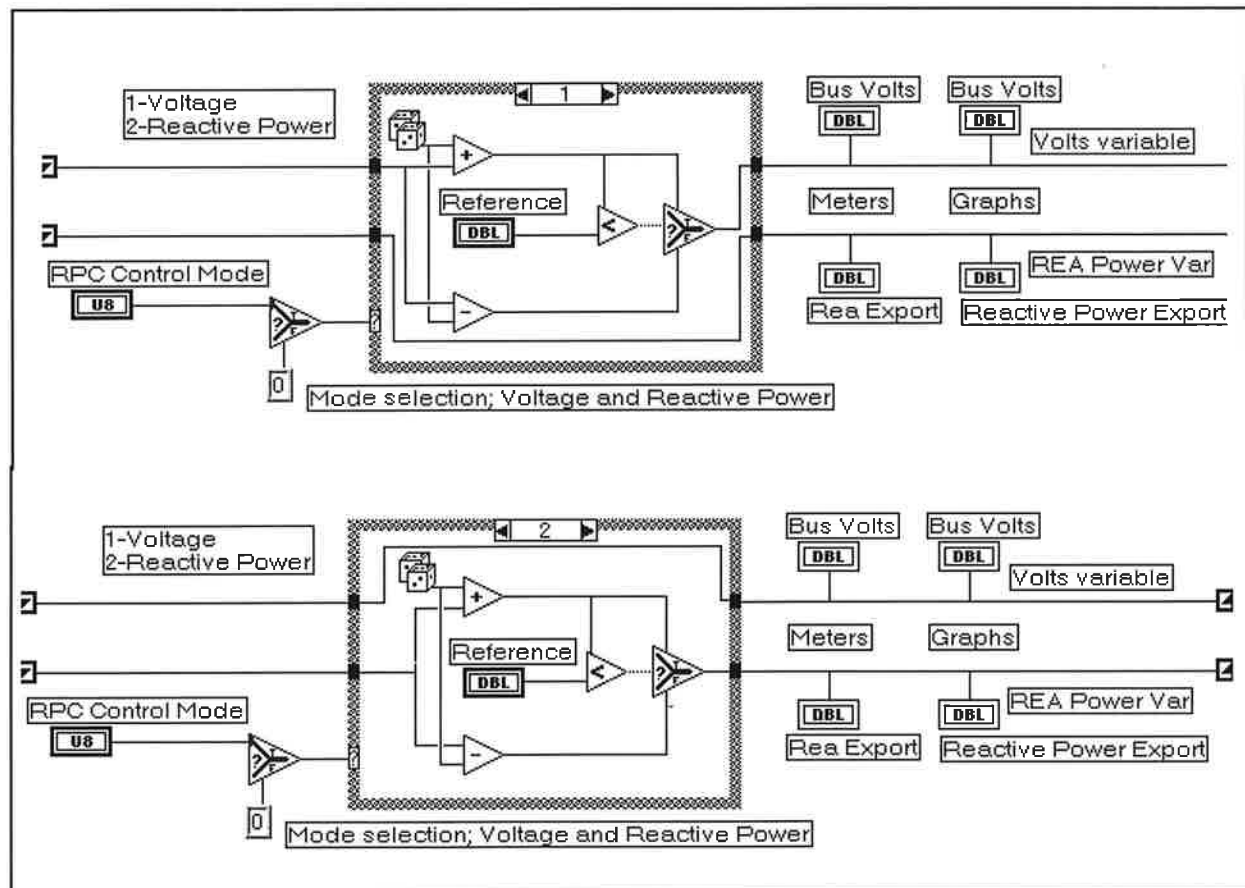 1
Bus Volts
Bus Volts
1-Voltage
2-Reactive Power
DBL
DBL
+
Volts variable
Reference
Meters
Graphs
DBL
<
? T F
RPC Control Mode
DBL
DBL
REA Power Var
U8
? T F
-
?
Rea Export
Reactive Power Export
0
Mode selection; Voltage and Reactive Power
2
Bus Volts
Bus Volts
1-Voltage
2-Reactive Power
DBL
DBL
Volts variable
+
Meters
Graphs
Reference
DBL
<
? T F
RPC Control Mode
DBL
DBL
REA Power Var
U8
? T F
-
?
Rea Export
Reactive Power Export
0
Mode selection; Voltage and Reactive Power